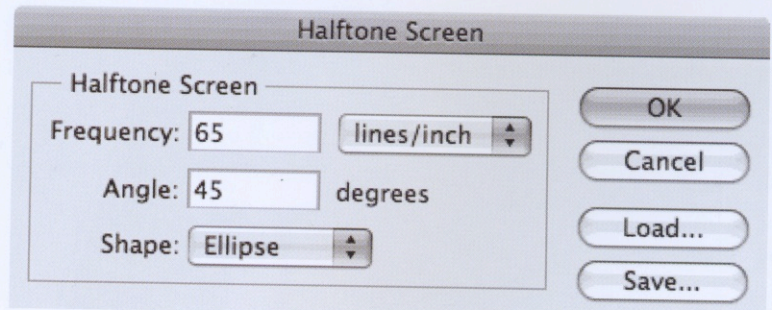 Halftone Screen
Halftone Screen
Frequency: 65 lines/inch
Angle: 45 degrees
Shape: Ellipse
OK
Cancel
Load...
Save...